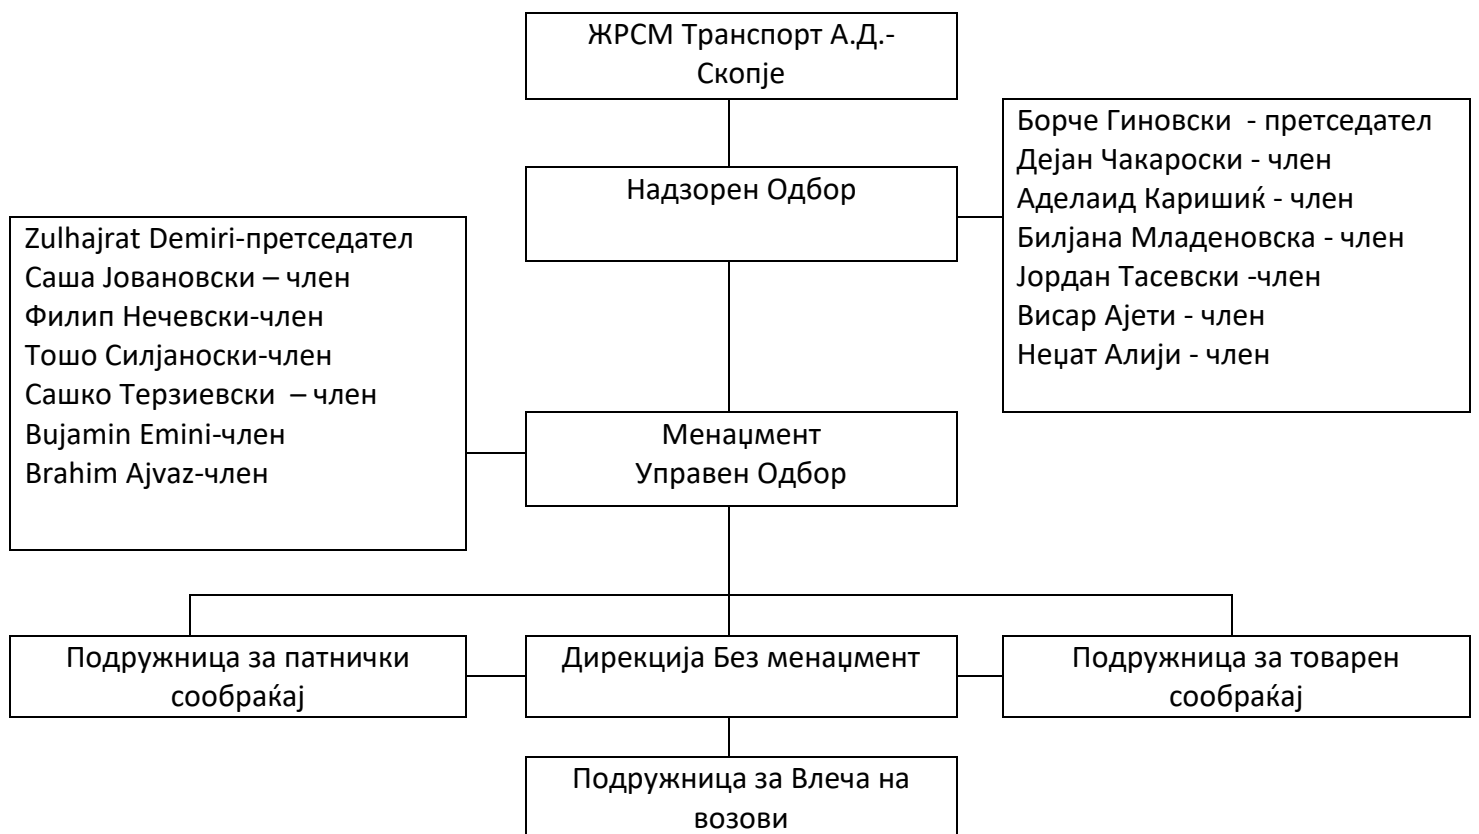 ЖРСМ Транспорт А.Д.-
Скопје
Борче Гиновски - претседател
Дејан Чакароски - член
Аделаид Каришиќ - член
Билјана Младеновска - член
Јордан Тасевски -член
Висар Ајети - член
Неџат Алији - член
Надзорен Одбор
Zulhajrat Demiri-претседател
Саша Јовановски – член
Филип Нечевски-член
Тошо Силјаноски-член
Сашко Терзиевски – член
Bujamin Emini-член
Brahim Ajvaz-член
Менаџмент
Управен Одбор
Подружница за патнички
сообраќај
Дирекција Без менаџмент
Подружница за товарен
сообраќај
Подружница за Влеча на
возови